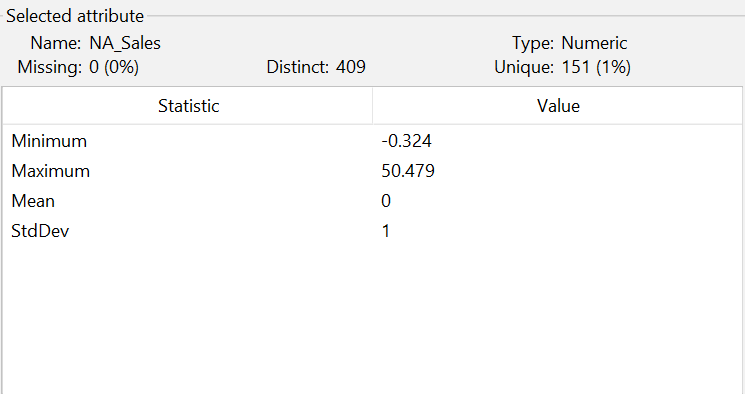 Selected attribute
Name: NA_Sales Type: Numeric
Missing: 0 (0%) Distinct: 409 Unique: 151 (1%)
Statistic Value
Minimum -0.324
Maximum 50.479
Mean 0
StdDev 1